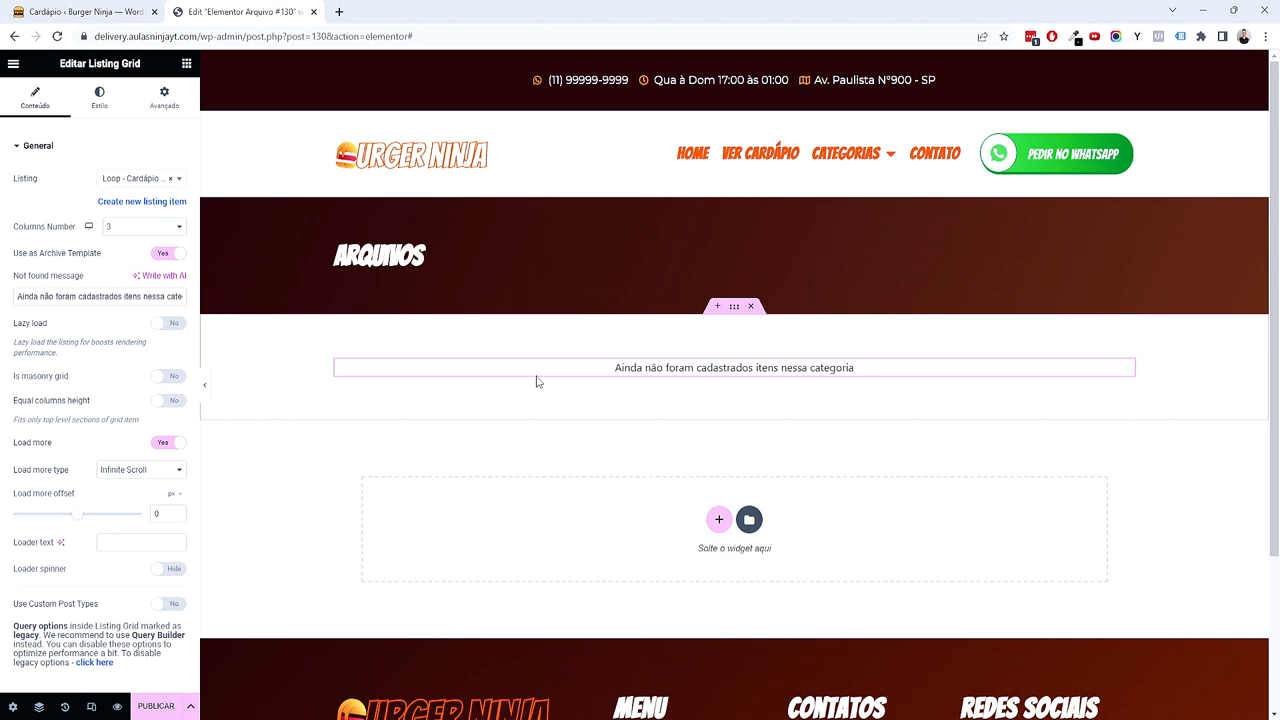 Cardápio ‹ Burger Ninja — Word
Edit "Elementor Arquivo #130" w
delivery.aulasninjayt.com/wp-admin/post.php?post=130&action=elementor#
Editar Listing Grid
Conteúdo
Estilo
Avançado
General
Listing
Loop - Cardápio ...
Create new listing item
Columns Number
3
Use as Archive Template
Yes
Not found message
Write with AI
Ainda não foram cadastrados itens nessa cate
Lazy load
No
Lazy load the listing for boosts rendering
performance.
Is masonry grid
No
Equal columns height
No
Fits only top level sections of grid item
Load more
Yes
Load more type
Infinite Scroll
Load more offset
px
0
Loader text
Loader spinner
Hide
Use Custom Post Types
No
Query options inside Listing Grid marked as
legacy. We recommend to use Query Builder
instead. You can disable these options to
optimize performance a bit. To disable
legacy options - click here
PUBLICAR
(11) 99999-9999
Qua à Dom 17:00 às 01:00
Av. Paulista Nº900 - SP
BURGER NINJA
HOME
VER CARDÁPIO
CATEGORIAS
CONTATO
PEDIR NO WHATSAPP
ARQUIVOS
Ainda não foram cadastrados itens nessa categoria
Solte o widget aqui
BURGER NINJA
MENU
CONTATOS
REDES SOCIAIS